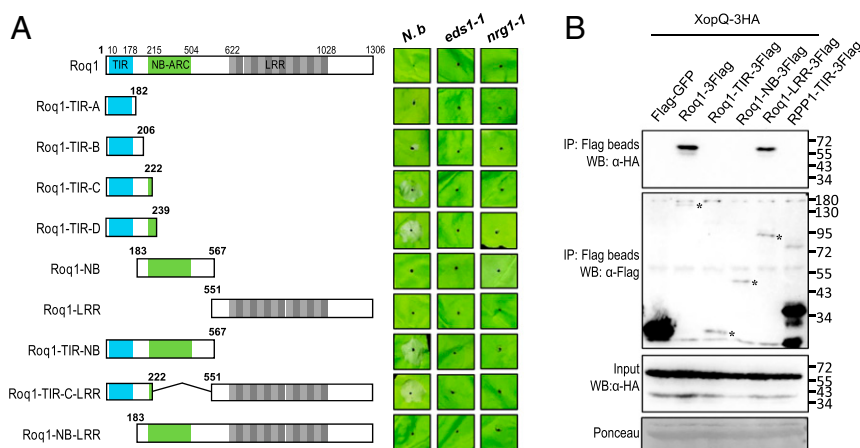 A
N.b eds1-1 nrg1-1
1 10 178 215 504 622 1028 1306
Roq1 TIR NB-ARC LRR
182
Roq1-TIR-A
206
Roq1-TIR-B
222
Roq1-TIR-C
239
Roq1-TIR-D
183 567
Roq1-NB
551
Roq1-LRR
567
Roq1-TIR-NB
222 551
Roq1-TIR-C-LRR
183
Roq1-NB-LRR
B
XopQ-3HA
Flag-GFP
Roq1-3Flag
Roq1-TIR-3Flag
Roq1-NB-3Flag
Roq1-LRR-3Flag
RPP1-TIR-3Flag
IP: Flag beads
WB: α-HA
72
55
43
34
IP: Flag beads
WB: α-Flag
180
130
95
72
55
43
34
*
*
*
*
Input
WB:α-HA
72
55
43
34
Ponceau